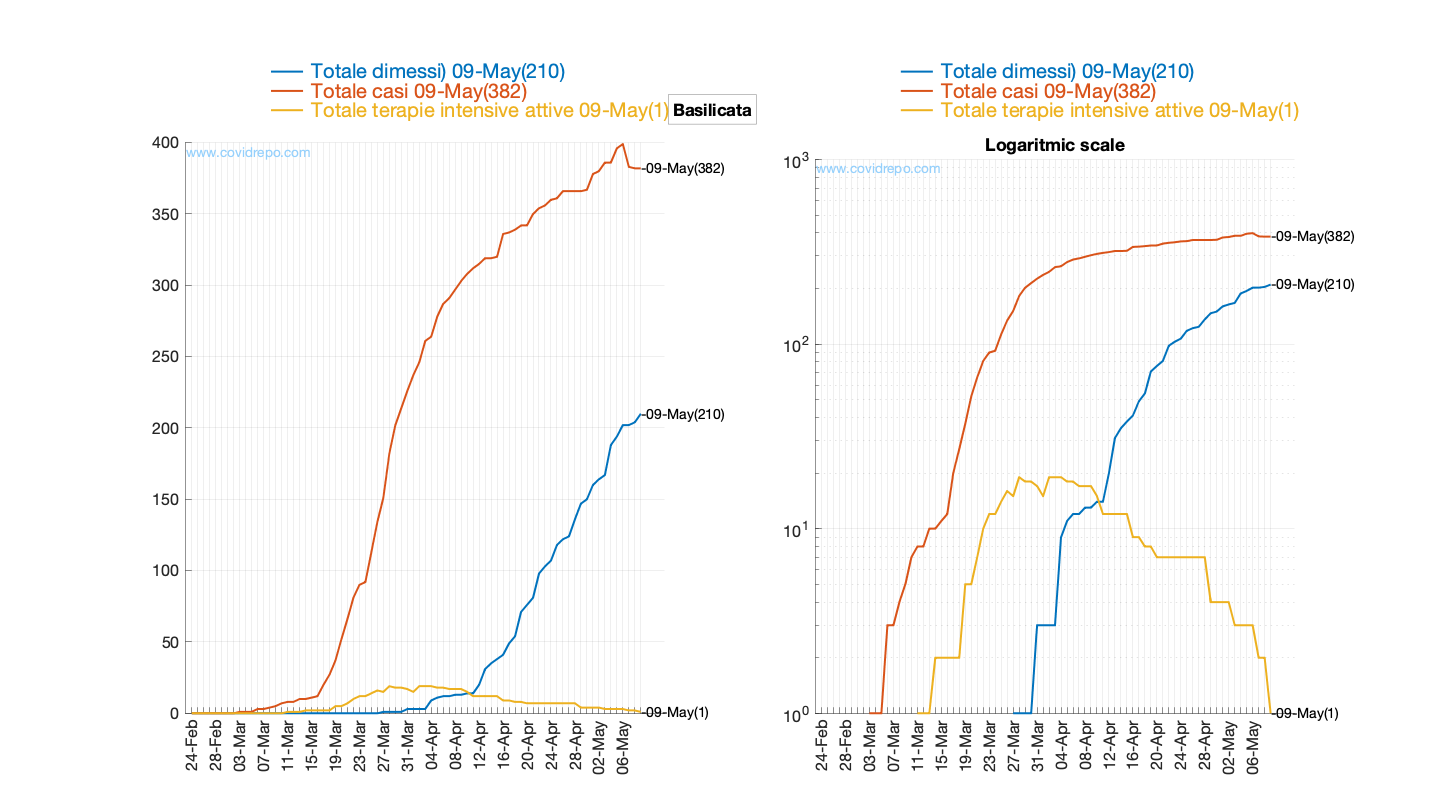 Totale dimessi) 09-May(210)
Totale casi 09-May(382)
Totale terapie intensive attive 09-May(1)
Basilicata
www.covidrepo.com
400
350
300
250
200
150
100
50
0
-09-May(382)
-09-May(210)
-09-May(1)
24-Feb
28-Feb
03-Mar
07-Mar
11-Mar
15-Mar
19-Mar
23-Mar
27-Mar
31-Mar
04-Apr
08-Apr
12-Apr
16-Apr
20-Apr
24-Apr
28-Apr
02-May
06-May
Totale dimessi) 09-May(210)
Totale casi 09-May(382)
Totale terapie intensive attive 09-May(1)
Logaritmic scale
www.covidrepo.com
10^3
10^2
10^1
10^0
-09-May(382)
-09-May(210)
-09-May(1)
24-Feb
28-Feb
03-Mar
07-Mar
11-Mar
15-Mar
19-Mar
23-Mar
27-Mar
31-Mar
04-Apr
08-Apr
12-Apr
16-Apr
20-Apr
24-Apr
28-Apr
02-May
06-May